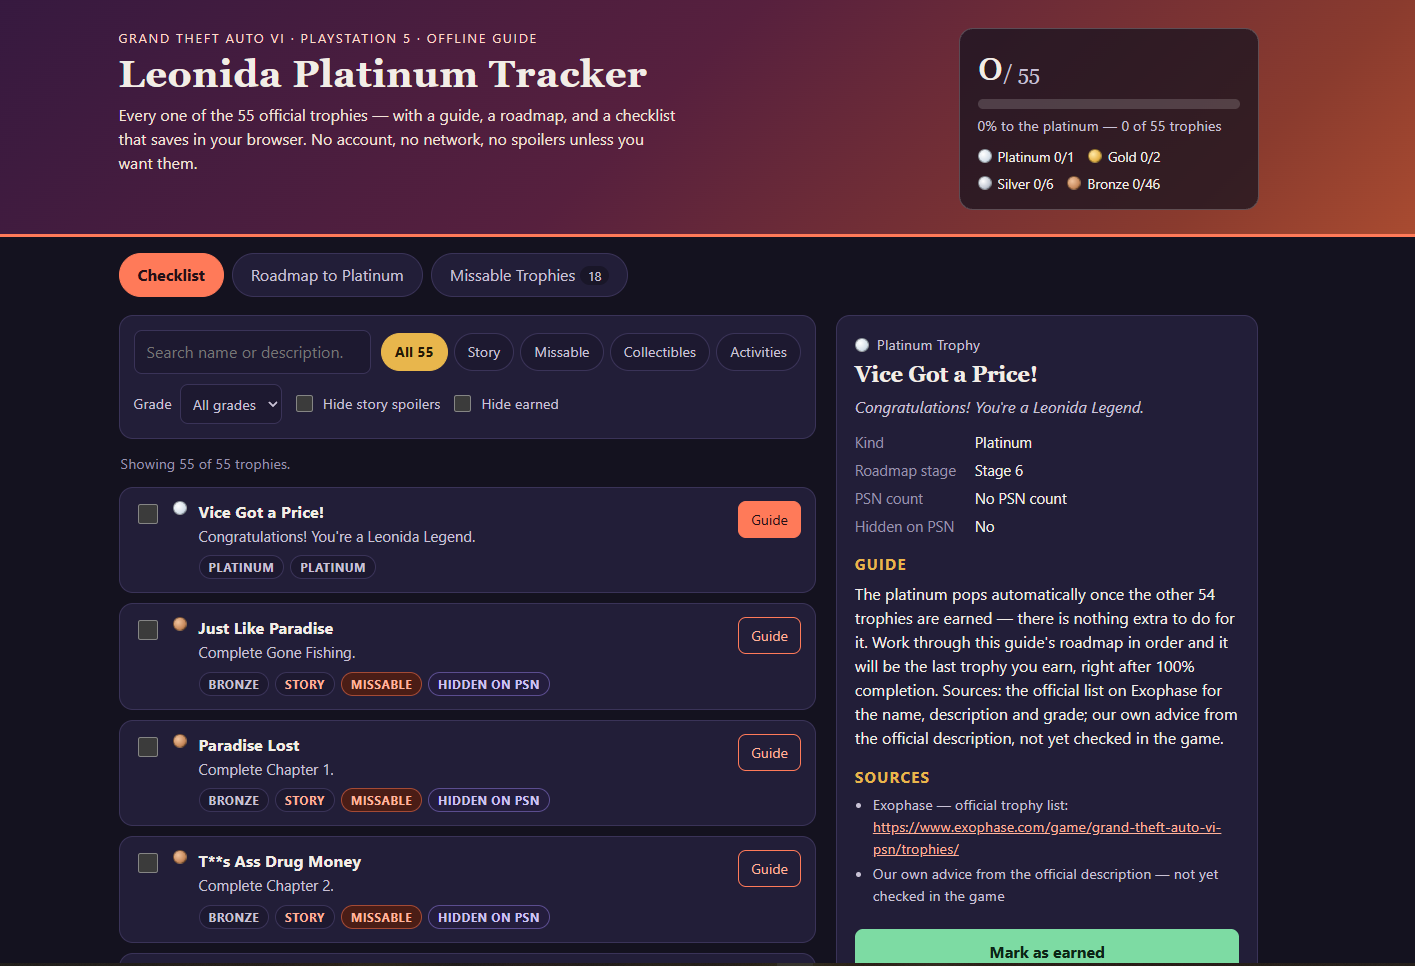 GRAND THEFT AUTO VI · PLAYSTATION 5 · OFFLINE GUIDE
Leonida Platinum Tracker
Every one of the 55 official trophies — with a guide, a roadmap, and a checklist
that saves in your browser. No account, no network, no spoilers unless you
want them.
0/ 55
0% to the platinum — 0 of 55 trophies
Platinum 0/1 Gold 0/2
Silver 0/6 Bronze 0/46
Checklist Roadmap to Platinum Missable Trophies 18
Search name or description. All 55 Story Missable Collectibles Activities
Grade All grades Hide story spoilers Hide earned
Showing 55 of 55 trophies.
Vice Got a Price!
Guide
Congratulations! You're a Leonida Legend.
PLATINUM PLATINUM
Just Like Paradise
Guide
Complete Gone Fishing.
BRONZE STORY MISSABLE HIDDEN ON PSN
Paradise Lost
Guide
Complete Chapter 1.
BRONZE STORY MISSABLE HIDDEN ON PSN
T**s Ass Drug Money
Guide
Complete Chapter 2.
BRONZE STORY MISSABLE HIDDEN ON PSN
Platinum Trophy
Vice Got a Price!
Congratulations! You're a Leonida Legend.
Kind Platinum
Roadmap stage Stage 6
PSN count No PSN count
Hidden on PSN No
GUIDE
The platinum pops automatically once the other 54
trophies are earned — there is nothing extra to do for
it. Work through this guide's roadmap in order and it
will be the last trophy you earn, right after 100%
completion. Sources: the official list on Exophase for
the name, description and grade; our own advice from
the official description, not yet checked in the game.
SOURCES
Exophase — official trophy list:
https://www.exophase.com/game/grand-theft-auto-vi-
psn/trophies/
Our own advice from the official description — not yet
checked in the game
Mark as earned